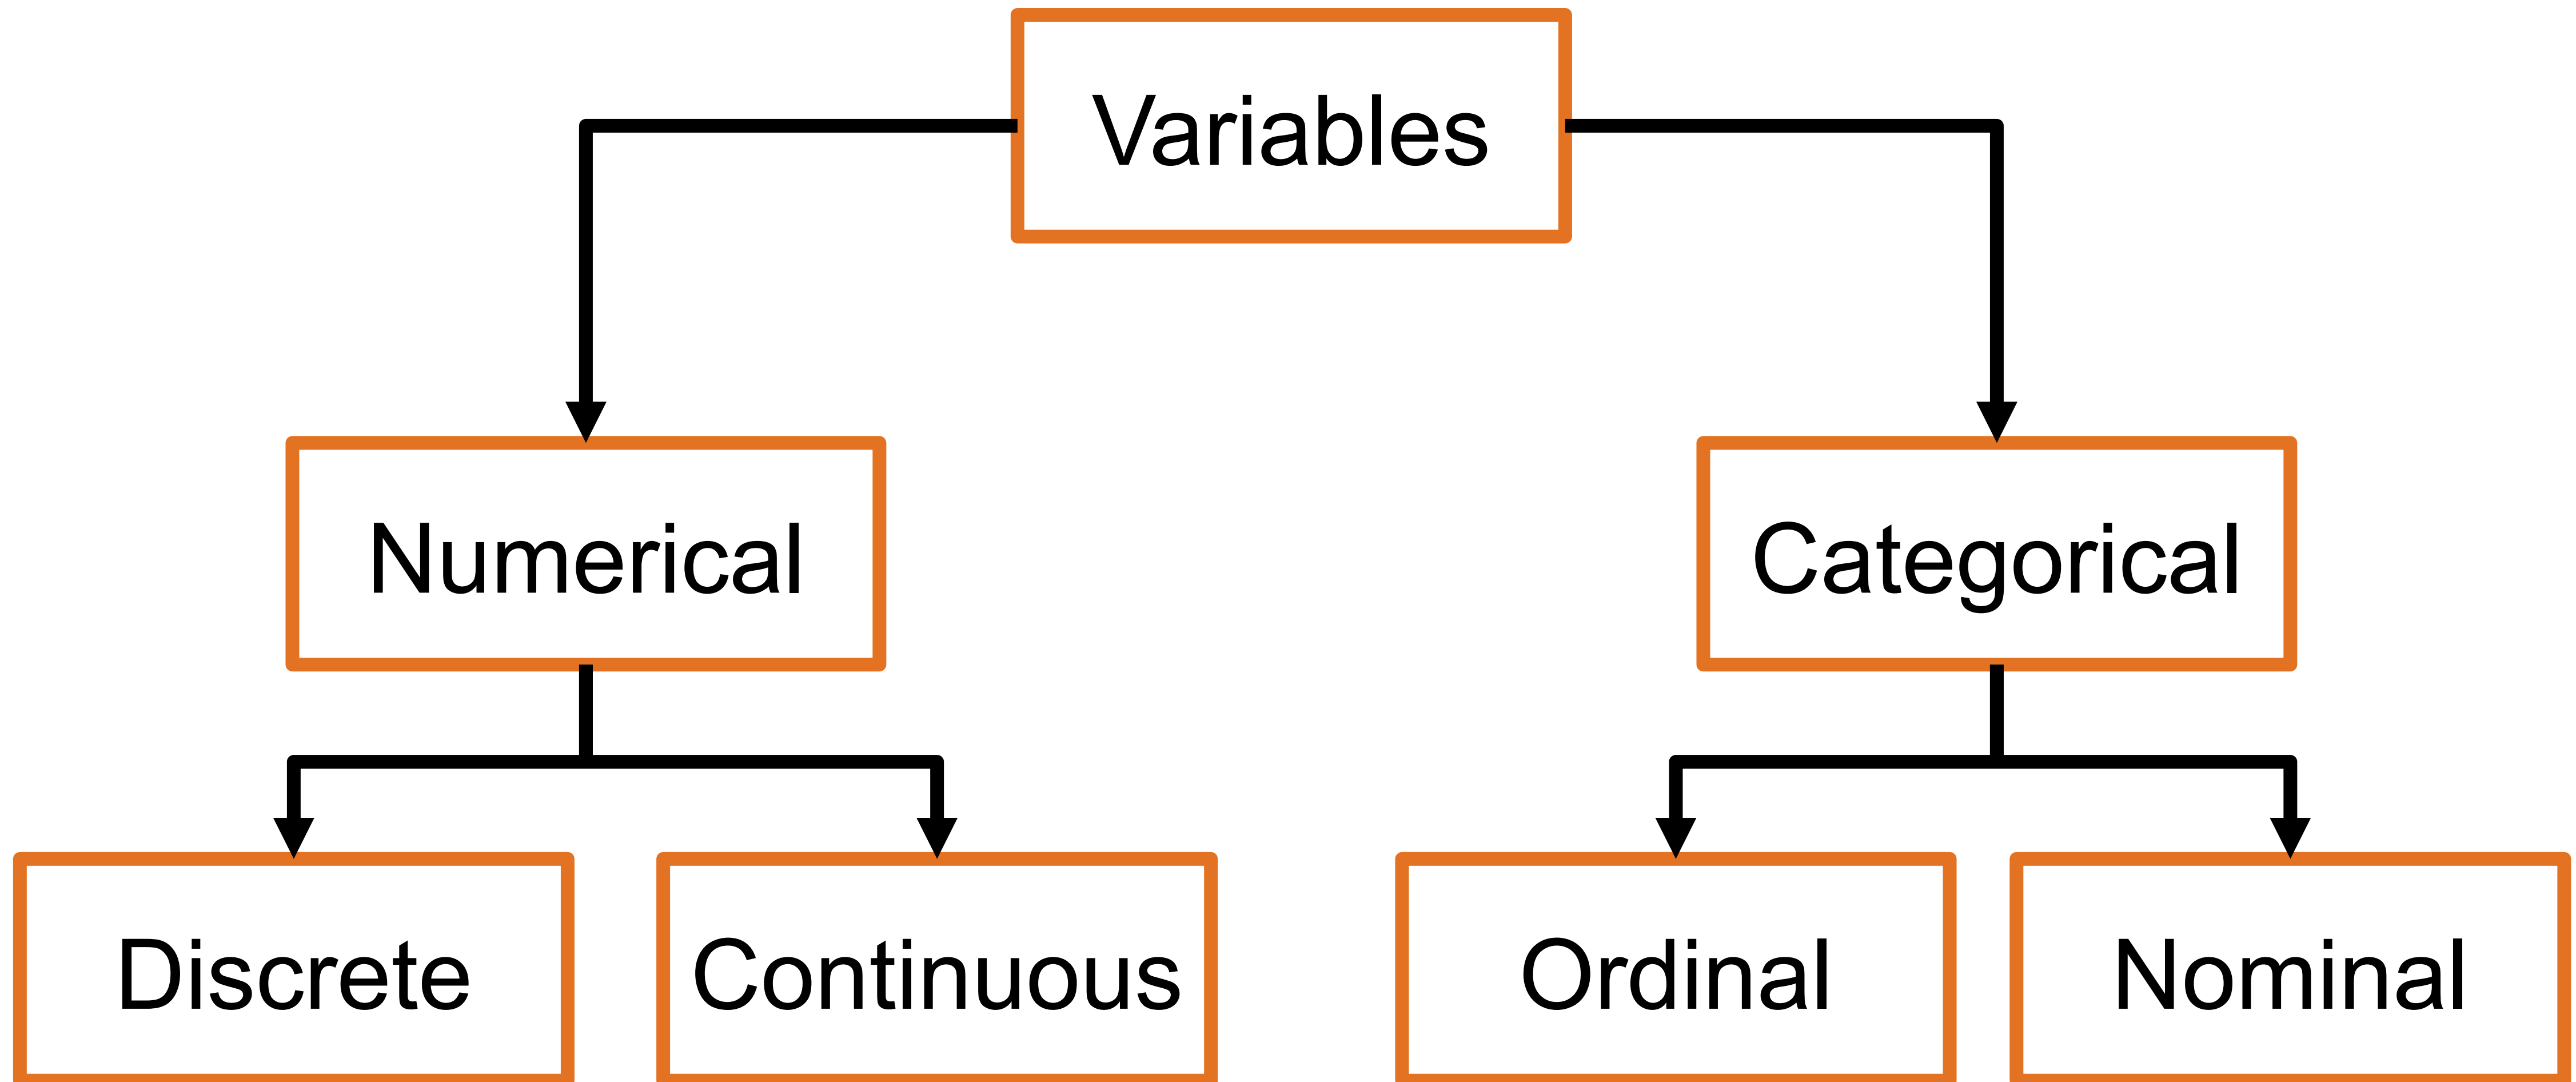 Variables
Numerical
Categorical
Discrete
Continuous
Ordinal
Nominal